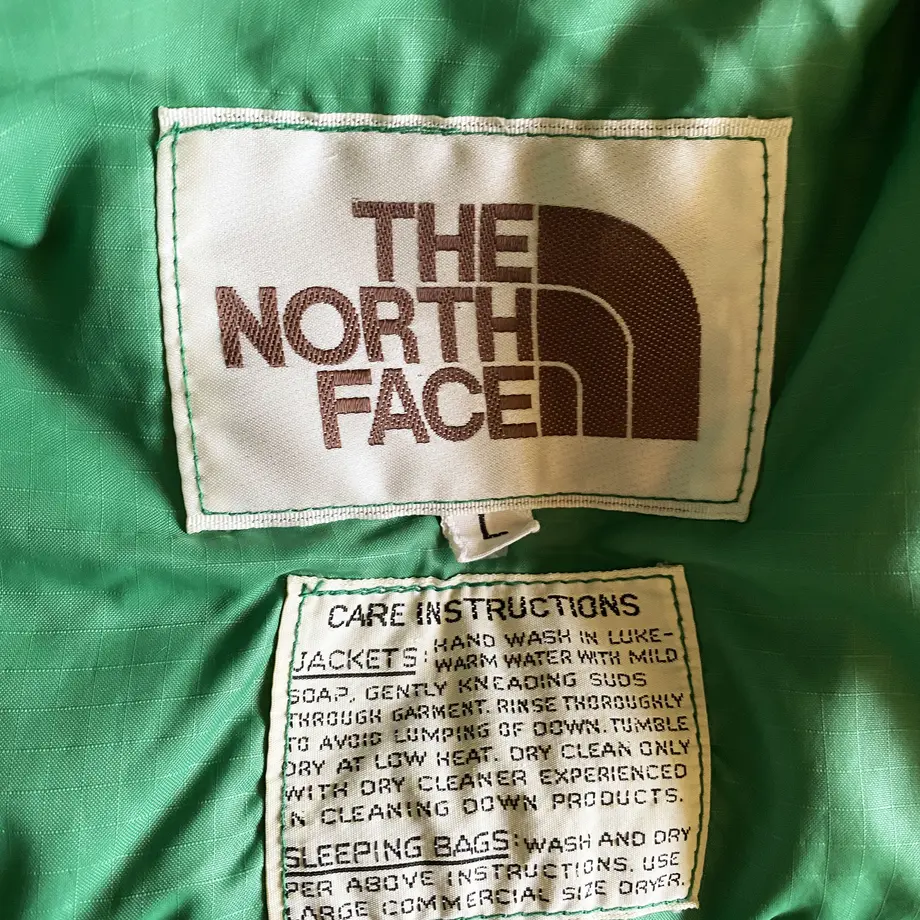 THE
NORTH
FACE
L
CARE INSTRUCTIONS
JACKETS: HAND WASH IN LUKE-
WARM WATER WITH MILD
SOAP, GENTLY KNEADING SUDS
THROUGH GARMENT. RINSE THOROUGHLY
TO AVOID LUMPING OF DOWN. TUMBLE
DRY AT LOW HEAT. DRY CLEAN ONLY
WITH DRY CLEANER EXPERIENCED
IN CLEANING DOWN PRODUCTS.
SLEEPING BAGS: WASH AND DRY
PER ABOVE INSTRUCTIONS. USE
LARGE COMMERCIAL SIZE DRYER.